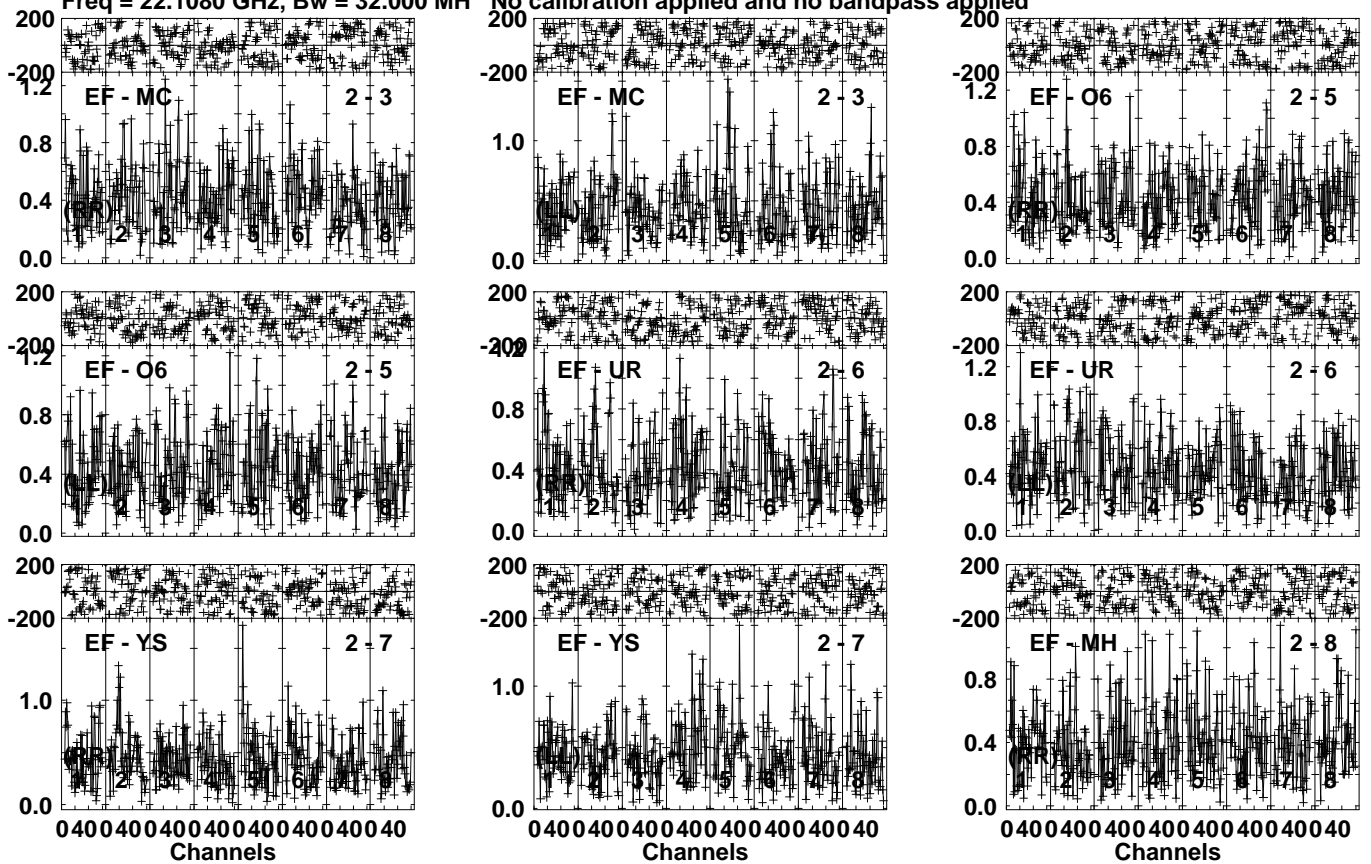 Freq = 22.1080 GHz, Bw = 32.000 MH No calibration applied and no bandpass applied
200 200 200
-200 -200 -200
1.2 EF - MC 2 - 3 EF - MC 2 - 3 1.2 EF - O6 2 - 5
0.8 1.0 0.8
0.4 (RR) (LL) 0.4 (RR)
1 2 3 4 5 6 7 8 1 2 3 4 5 6 7 8 1 2 3 4 5 6 7 8
0.0 0.0 0.0
200 200 200
-200 -200 -200
1.2 EF - O6 2 - 5 1.2 EF - UR 2 - 6 1.2 EF - UR 2 - 6
0.8 0.8 0.8
0.4 (LL) 0.4 (RR) 0.4 (LL)
1 2 3 4 5 6 7 8 1 2 3 4 5 6 7 8 1 2 3 4 5 6 7 8
0.0 0.0 0.0
200 200 200
-200 -200 -200
EF - YS 2 - 7 EF - YS 2 - 7 EF - MH 2 - 8
1.0 1.0 0.8
(RR) (LL) 0.4 (RR)
1 2 3 4 5 6 7 8 1 2 3 4 5 6 7 8 1 2 3 4 5 6 7 8
0.0 0.0 0.0
0 40 0 40 0 40 0 40 0 40 0 40 0 40 0 40 0 40 0 40 0 40 0 40 0 40 0 40 0 40 0 40 0 40 0 40 0 40 0 40 0 40 0 40 0 40 0 40
Channels Channels Channels